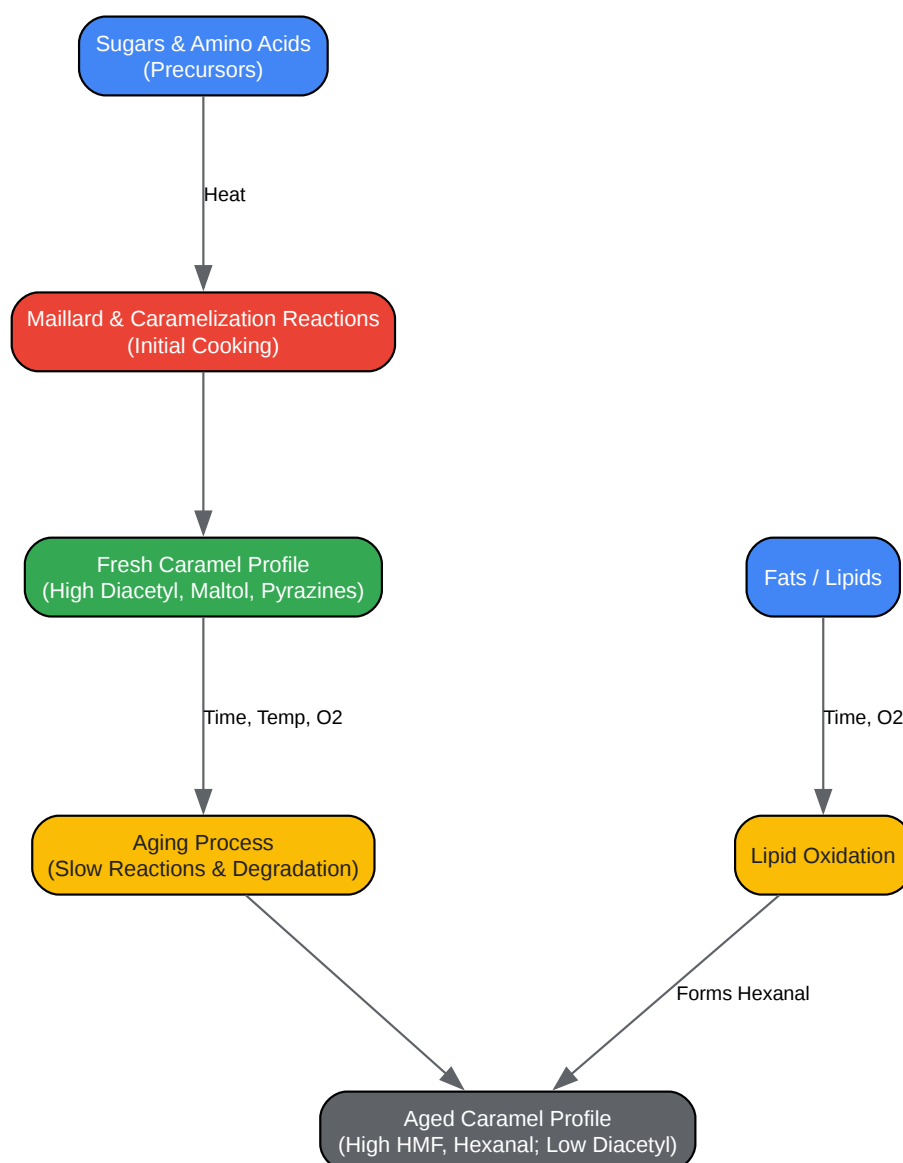 Sugars & Amino Acids
(Precursors)
Heat
Maillard & Caramelization Reactions
(Initial Cooking)
Fresh Caramel Profile
(High Diacetyl, Maltol, Pyrazines)
Fats / Lipids
Time, Temp, O2
Time, O2
Aging Process
(Slow Reactions & Degradation)
Lipid Oxidation
Forms Hexanal
Aged Caramel Profile
(High HMF, Hexanal; Low Diacetyl)